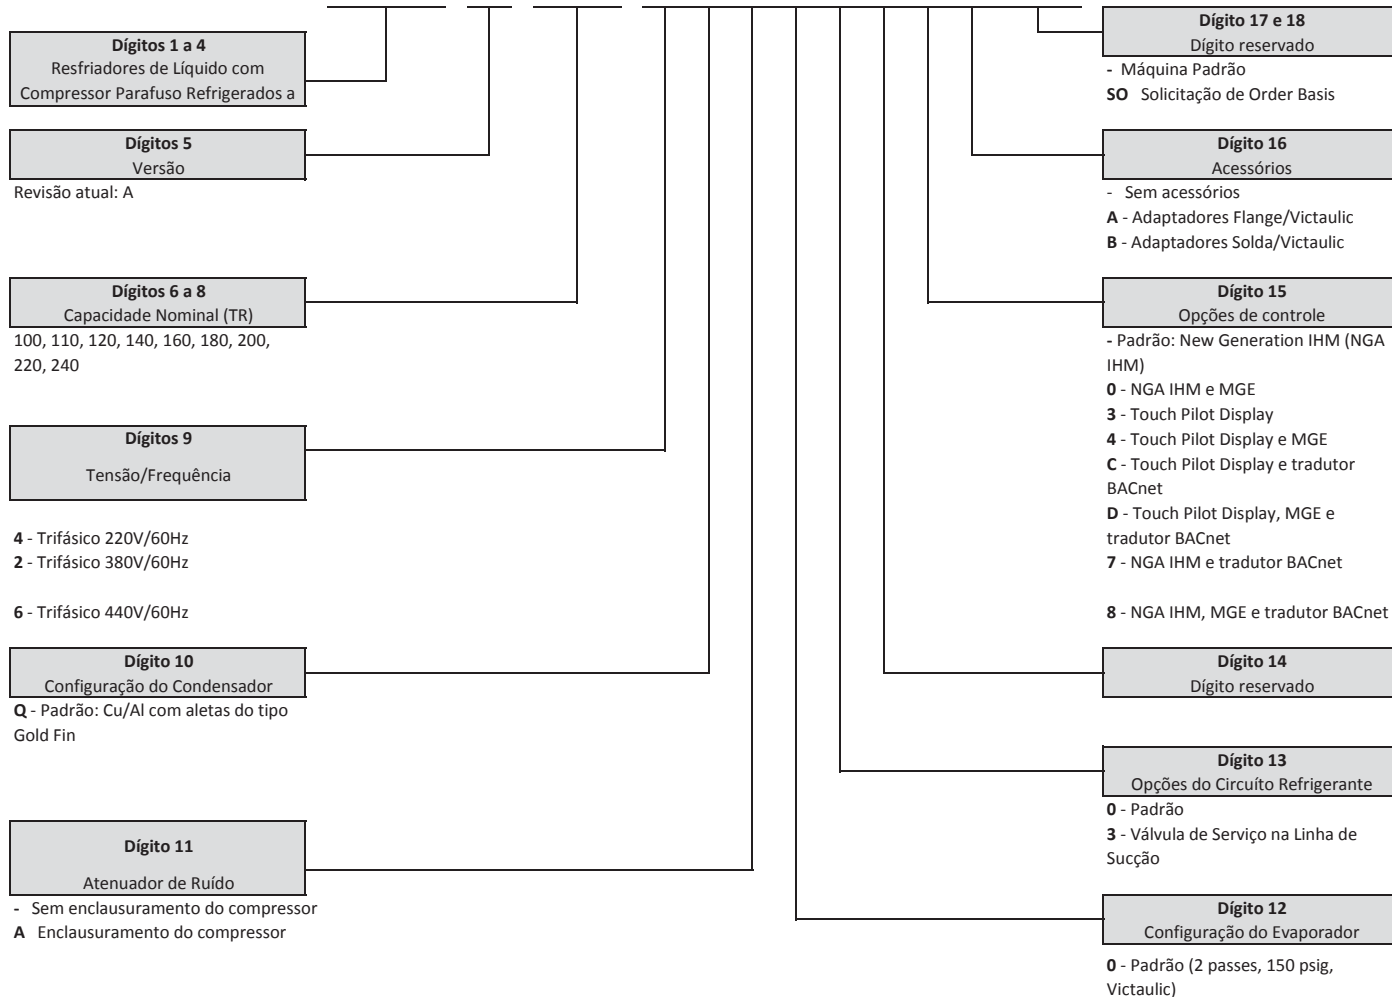 Dígitos 1 a 4
Resfriadores de Líquido com
Compressor Parafuso Refrigerados a
Dígitos 5
Versão
Revisão atual: A
Dígitos 6 a 8
Capacidade Nominal (TR)
100, 110, 120, 140, 160, 180, 200,
220, 240
Dígitos 9
Tensão/Frequência
4 - Trifásico 220V/60Hz
2 - Trifásico 380V/60Hz
6 - Trifásico 440V/60Hz
Dígito 10
Configuração do Condensador
Q - Padrão: Cu/Al com aletas do tipo
Gold Fin
Dígito 11
Atenuador de Ruído
- Sem enclausuramento do compressor
A Enclausuramento do compressor
Dígito 17 e 18
Dígito reservado
- Máquina Padrão
SO Solicitação de Order Basis
Dígito 16
Acessórios
- Sem acessórios
A - Adaptadores Flange/Victaulic
B - Adaptadores Solda/Victaulic
Dígito 15
Opções de controle
- Padrão: New Generation IHM (NGA
IHM)
0 - NGA IHM e MGE
3 - Touch Pilot Display
4 - Touch Pilot Display e MGE
C - Touch Pilot Display e tradutor
BACnet
D - Touch Pilot Display, MGE e
tradutor BACnet
7 - NGA IHM e tradutor BACnet
8 - NGA IHM, MGE e tradutor BACnet
Dígito 14
Dígito reservado
Dígito 13
Opções do Circuíto Refrigerante
0 - Padrão
3 - Válvula de Serviço na Linha de
Sucção
Dígito 12
Configuração do Evaporador
0 - Padrão (2 passes, 150 psig,
Victaulic)